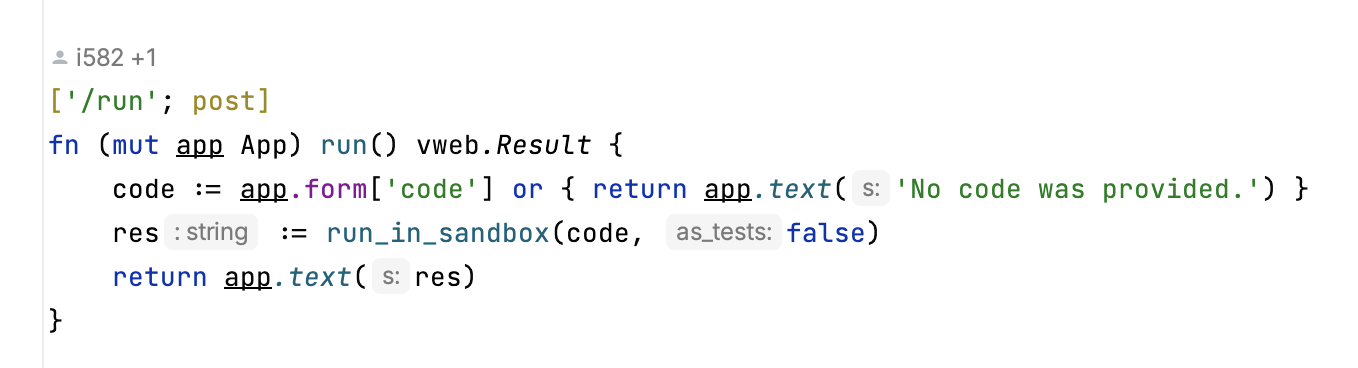 i582 +1
['/run'; post]
fn (mut app App) run() vweb.Result {
    code := app.form['code'] or { return app.text( s: 'No code was provided.') }
    res : string := run_in_sandbox(code, as_tests: false)
    return app.text( s: res)
}